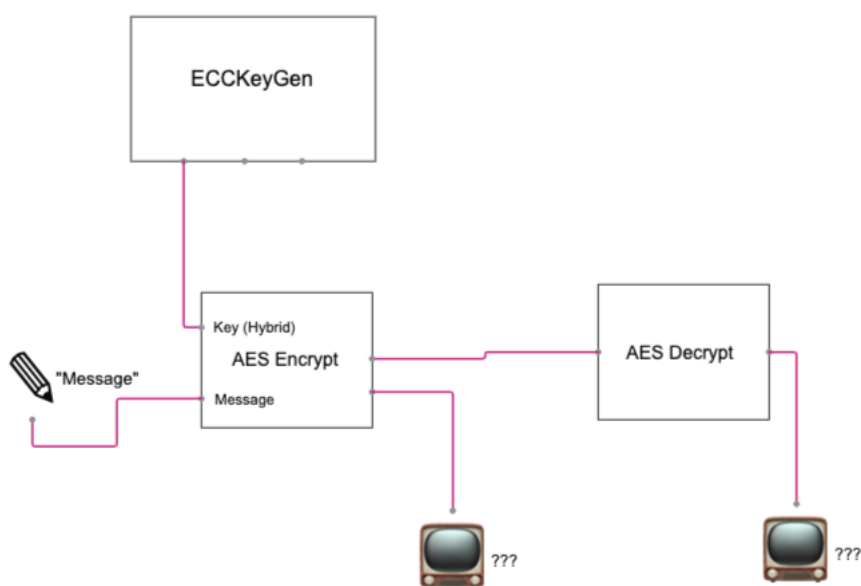 ECCKeyGen
Key (Hybrid)
AES Encrypt
Message
"Message"
AES Decrypt
???
???